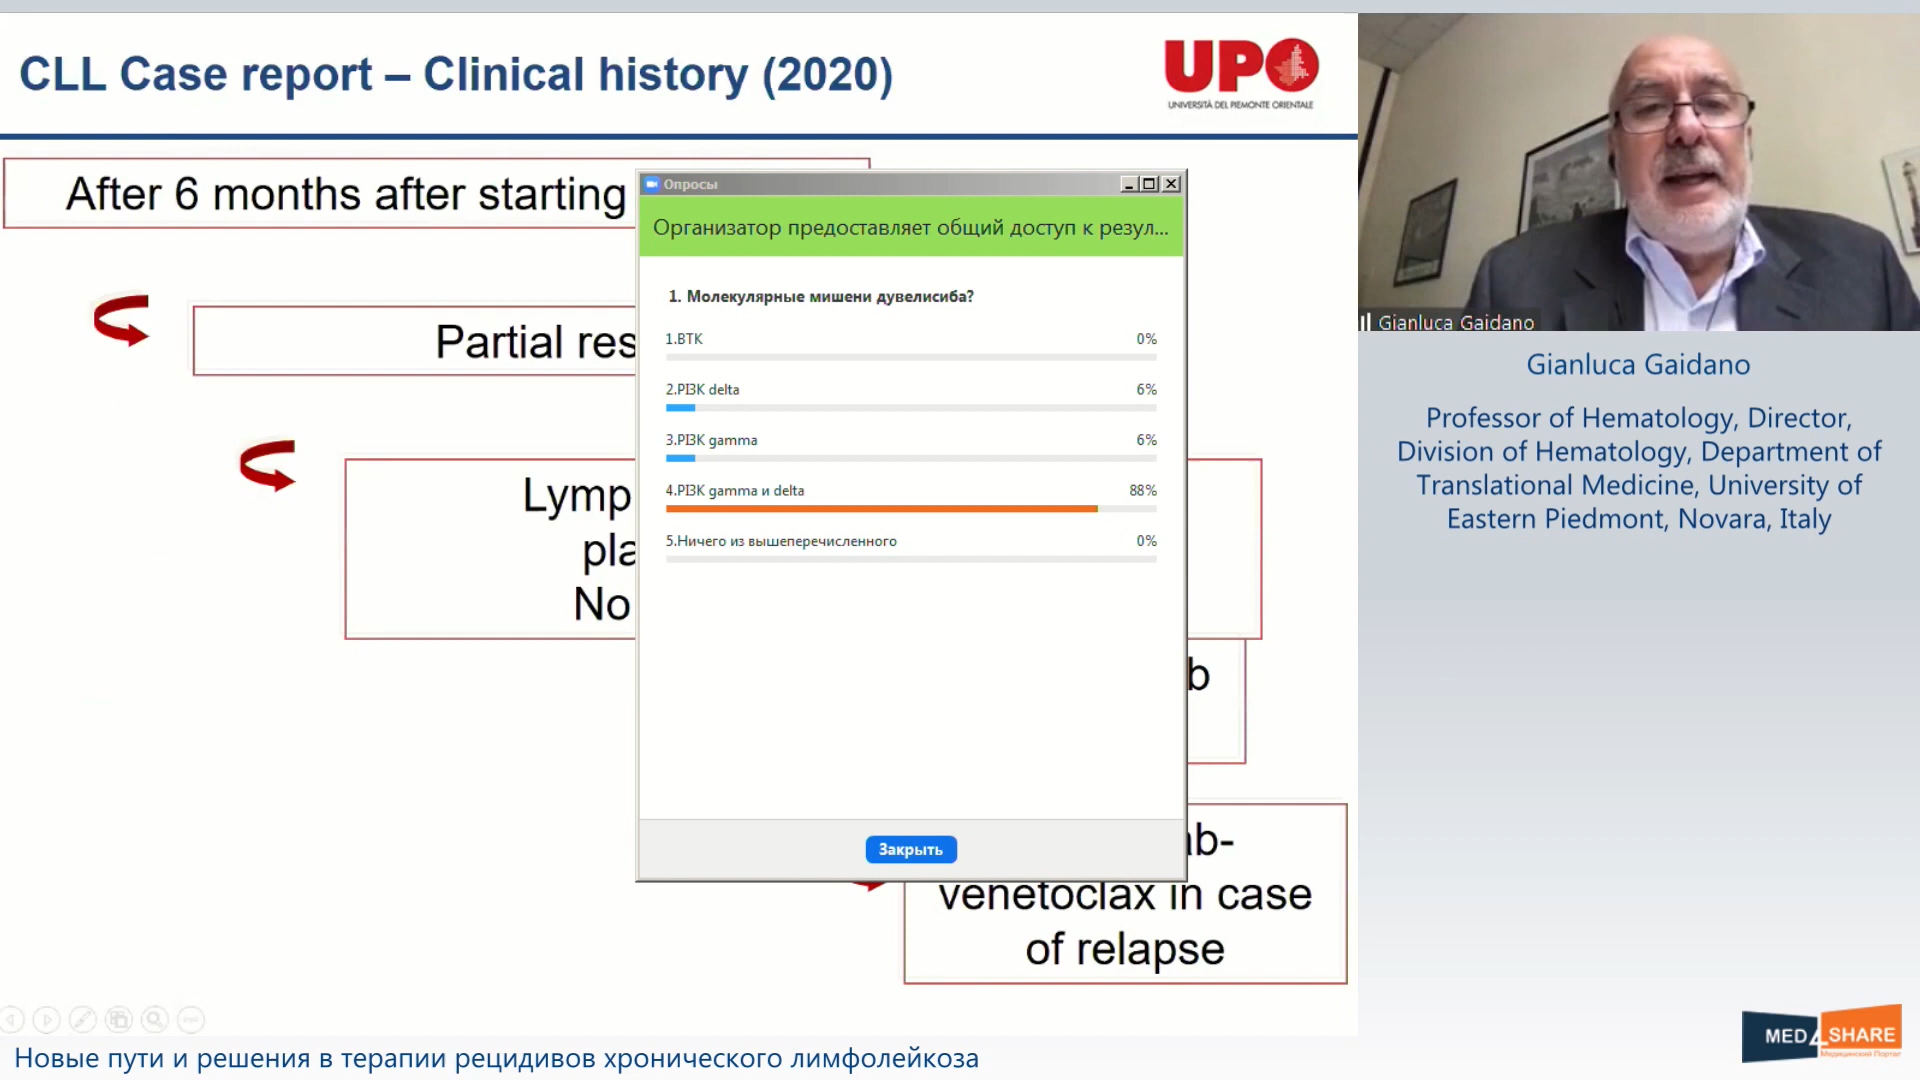 CLL Case report – Clinical history (2020)
UPO
UNIVERSITÀ DEL PIEMONTE ORIENTALE
After 6 months after starting
Partial res
Lymp
pla
No
b
ab-
venetoclax in case
of relapse
Опросы
Организатор предоставляет общий доступ к резул...
1. Молекулярные мишени дувелисиба?
1.BTK 0%
2.PI3K delta 6%
3.PI3K gamma 6%
4.PI3K gamma и delta 88%
5.Ничего из вышеперечисленного 0%
Закрыть
Gianluca Gaidano
Gianluca Gaidano
Professor of Hematology, Director,
Division of Hematology, Department of
Translational Medicine, University of
Eastern Piedmont, Novara, Italy
Новые пути и решения в терапии рецидивов хронического лимфолейкоза
MED4SHARE
Медицинский Портал